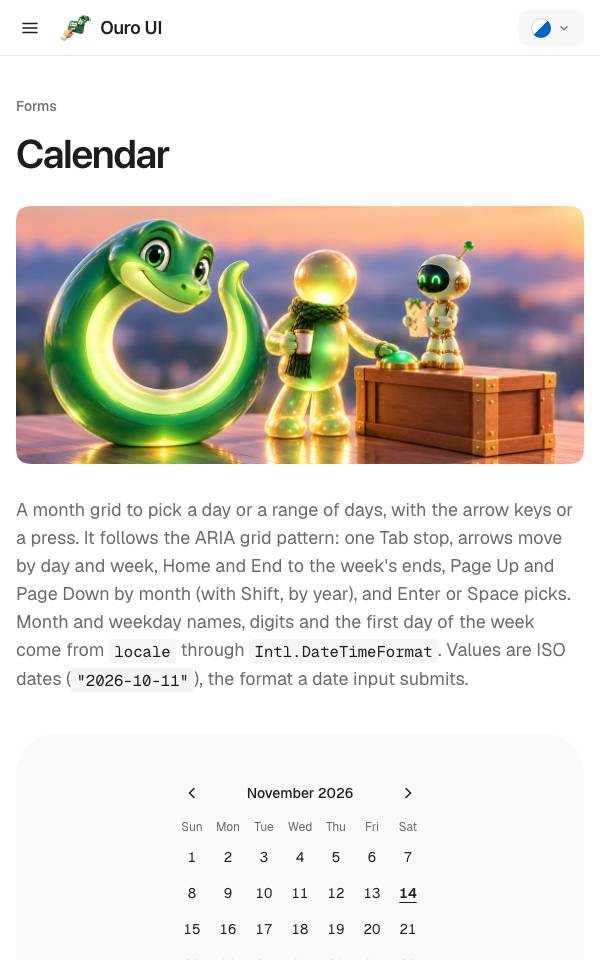 Ouro UI
Forms
Calendar
A month grid to pick a day or a range of days, with the arrow keys or
a press. It follows the ARIA grid pattern: one Tab stop, arrows move
by day and week, Home and End to the week's ends, Page Up and
Page Down by month (with Shift, by year), and Enter or Space picks.
Month and weekday names, digits and the first day of the week
come from locale through Intl.DateTimeFormat. Values are ISO
dates ("2026-10-11"), the format a date input submits.
November 2026
Sun Mon Tue Wed Thu Fri Sat
1 2 3 4 5 6 7
8 9 10 11 12 13 14
15 16 17 18 19 20 21